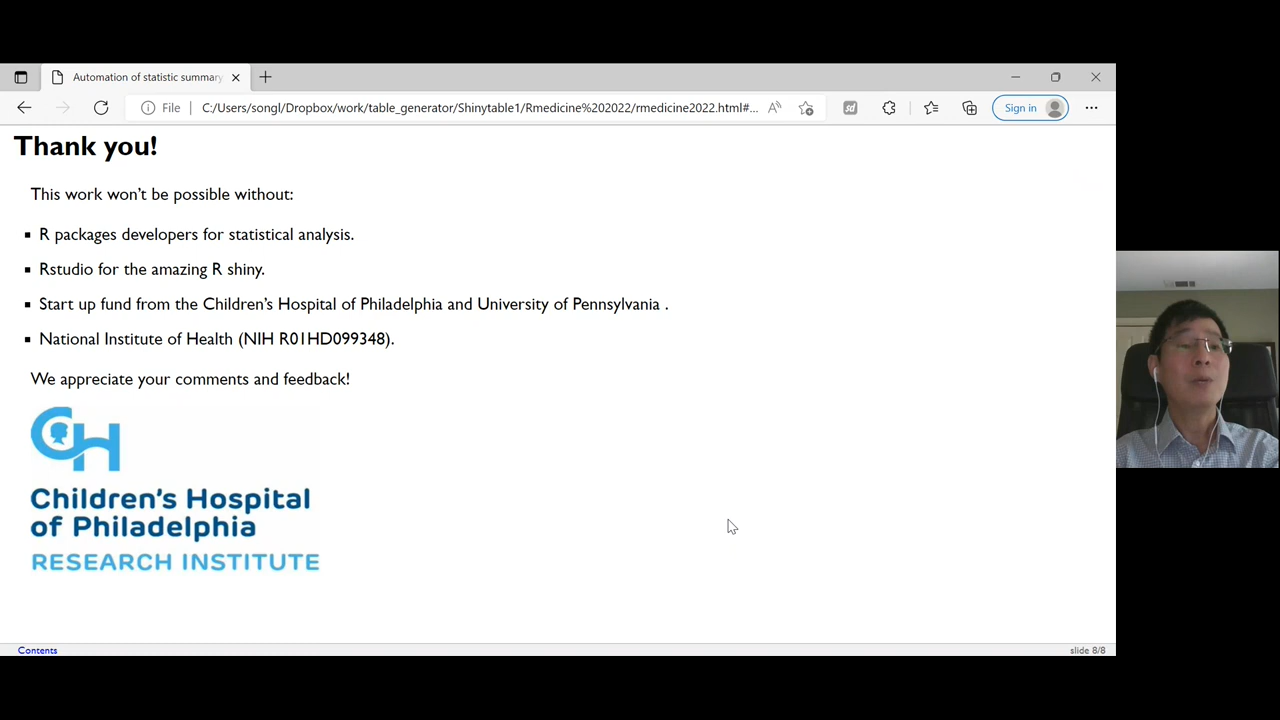 Automation of statistic summary
File
C:/Users/songl/Dropbox/work/table_generator/Shinytable1/Rmedicine%202022/rmedicine2022.html#...
Sign in
Thank you!
This work won't be possible without:
R packages developers for statistical analysis.
Rstudio for the amazing R shiny.
Start up fund from the Children's Hospital of Philadelphia and University of Pennsylvania .
National Institute of Health (NIH R01HD099348).
We appreciate your comments and feedback!
CH
Children's Hospital
of Philadelphia
RESEARCH INSTITUTE
Contents
slide 8/8